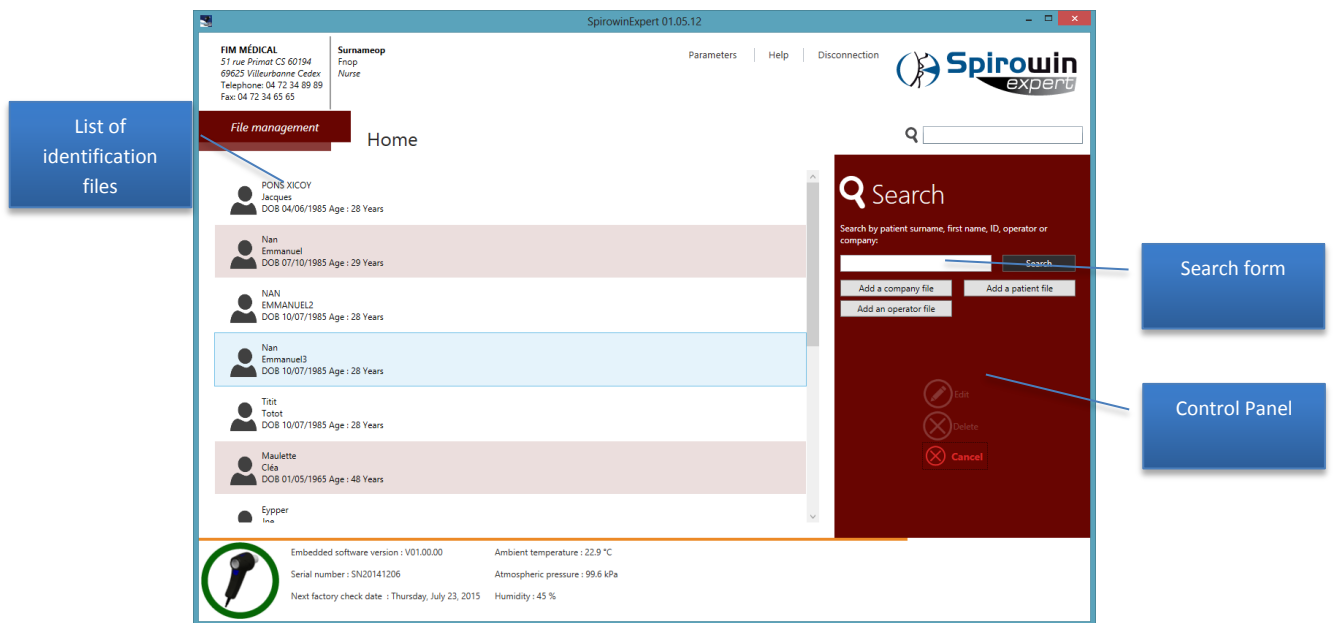 SpirowinExpert 01.05.12
FIM MÉDICAL
51 rue Primat CS 60194
69625 Villeurbanne Cedex
Telephone: 04 72 34 89 89
Fax: 04 72 34 65 65
Surnameop
Fnop
Nurse
Parameters
Help
Disconnection
Spirowin
expert
File management
Home
List of
identification
files
PONS XICOY
Jacques
DOB 04/06/1985 Age : 28 Years
Nan
Emmanuel
DOB 07/10/1985 Age : 29 Years
NAN
EMMANUEL2
DOB 10/07/1985 Age : 28 Years
Nan
Emmanuel3
DOB 10/07/1985 Age : 28 Years
Titit
Totot
DOB 10/07/1985 Age : 28 Years
Maulette
Cléa
DOB 01/05/1965 Age : 48 Years
Eypper
Search
Search by patient surname, first name, ID, operator or
company:
Search
Add a company file
Add a patient file
Add an operator file
Edit
Delete
Cancel
Search form
Control Panel
Embedded software version : V01.00.00
Serial number : SN20141206
Next factory check date : Thursday, July 23, 2015
Ambient temperature : 22.9 °C
Atmospheric pressure : 99.6 kPa
Humidity : 45 %